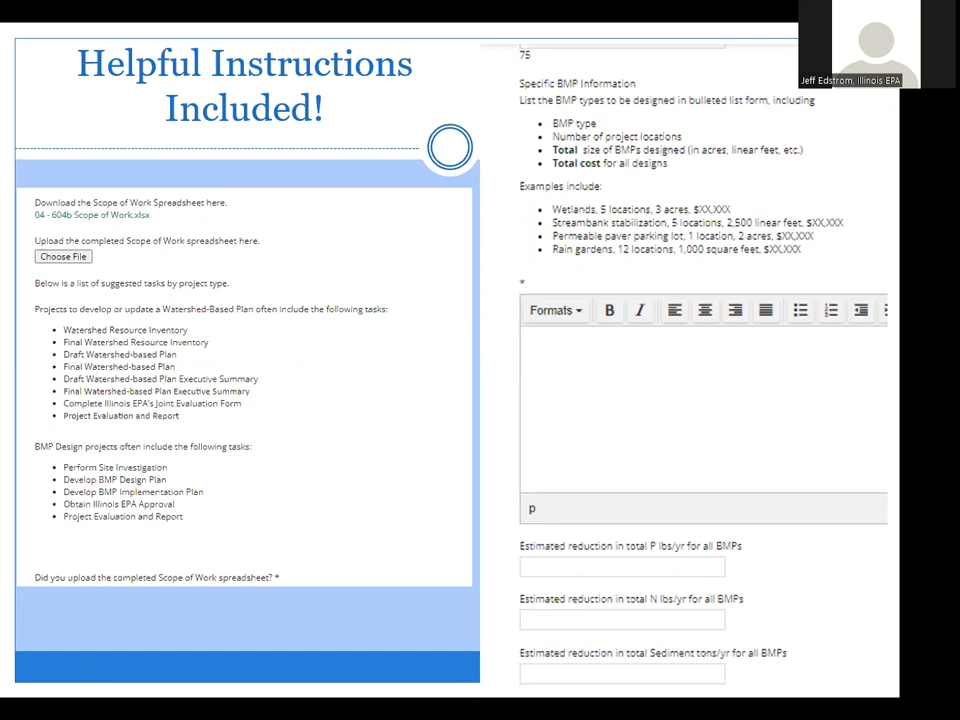 Helpful Instructions
Included!
Download the Scope of Work Spreadsheet here.
04 - 604b Scope of Work.xlsx
Upload the completed Scope of Work spreadsheet here.
Choose File
Below is a list of suggested tasks by project type.
Projects to develop or update a Watershed-Based Plan often include the following tasks:
• Watershed Resource Inventory
• Final Watershed Resource Inventory
• Draft Watershed-based Plan
• Final Watershed-based Plan
• Draft Watershed-based Plan Executive Summary
• Final Watershed-based Plan Executive Summary
• Complete Illinois EPA's Joint Evaluation Form
• Project Evaluation and Report
BMP Design projects often include the following tasks:
• Perform Site Investigation
• Develop BMP Design Plan
• Develop BMP Implementation Plan
• Obtain Illinois EPA Approval
• Project Evaluation and Report
Did you upload the completed Scope of Work spreadsheet? *
75
Specific BMP Information
List the BMP types to be designed in bulleted list form, including
• BMP type
• Number of project locations
• Total size of BMPs designed (in acres, linear feet, etc.)
• Total cost for all designs
Examples include:
• Wetlands, 5 locations, 3 acres, $XX,XXX
• Streambank stabilization, 5 locations, 2,500 linear feet, $XX,XXX
• Permeable paver parking lot, 1 location, 2 acres, $XX,XXX
• Rain gardens, 12 locations, 1,000 square feet, $XX,XXX
*
Formats B I
p
Estimated reduction in total P lbs/yr for all BMPs
Estimated reduction in total N lbs/yr for all BMPs
Estimated reduction in total Sediment tons/yr for all BMPs
Jeff Edstrom, Illinois EPA